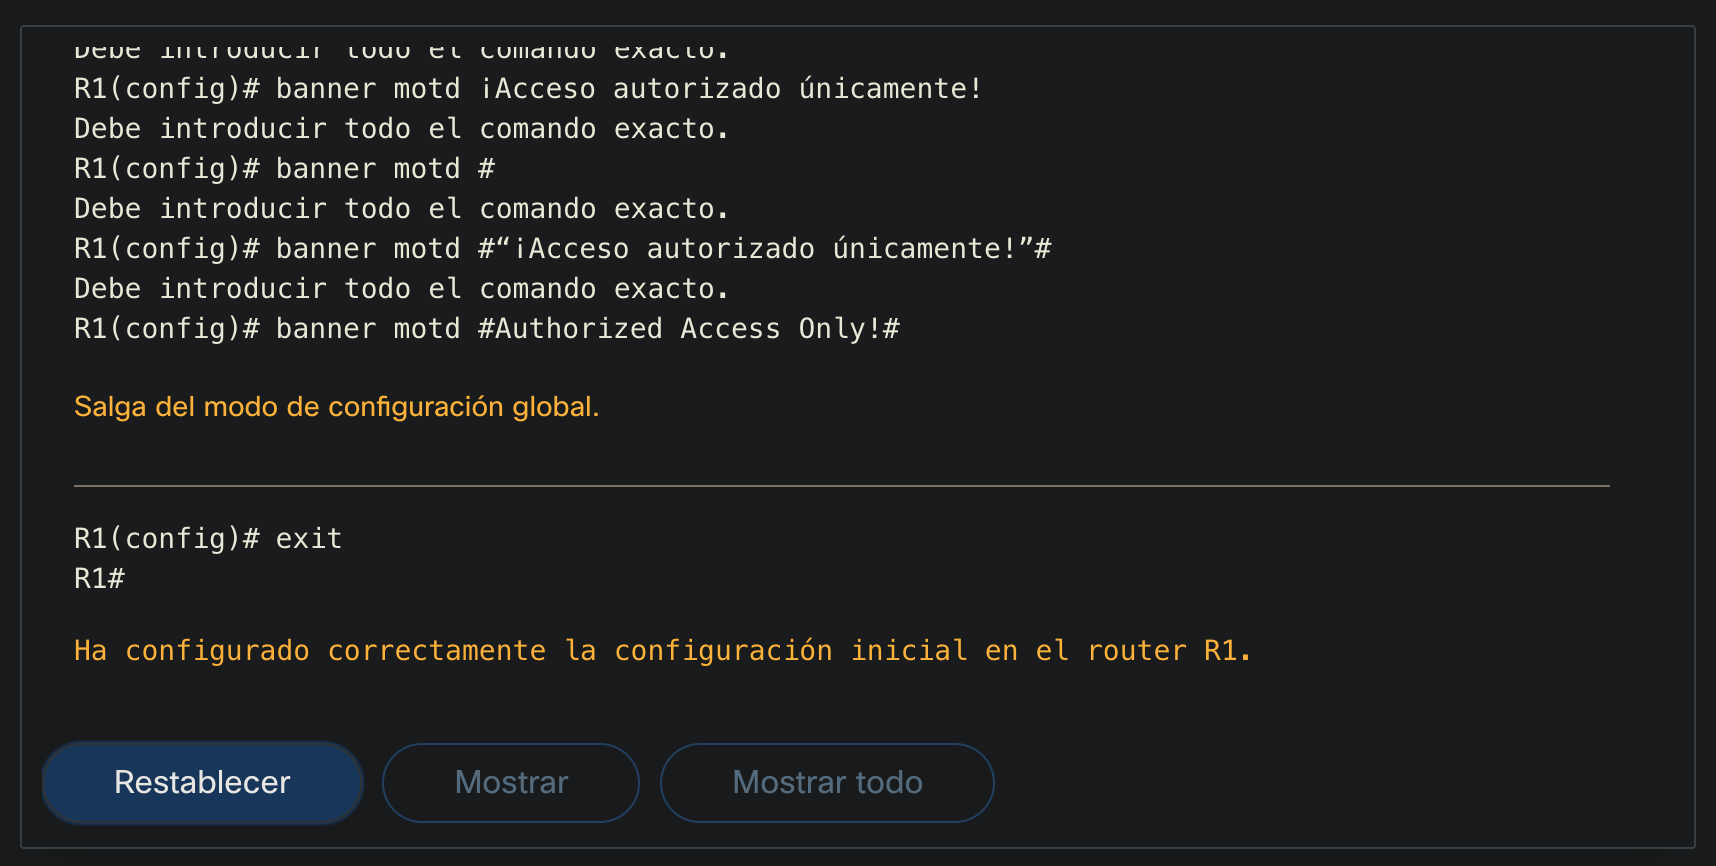 Debe introducir todo el comando exacto.
R1(config)# banner motd ¡Acceso autorizado únicamente!
Debe introducir todo el comando exacto.
R1(config)# banner motd #
Debe introducir todo el comando exacto.
R1(config)# banner motd #“¡Acceso autorizado únicamente!”#
Debe introducir todo el comando exacto.
R1(config)# banner motd #Authorized Access Only!#
Salga del modo de configuración global.
R1(config)# exit
R1#
Ha configurado correctamente la configuración inicial en el router R1.
Restablecer
Mostrar
Mostrar todo